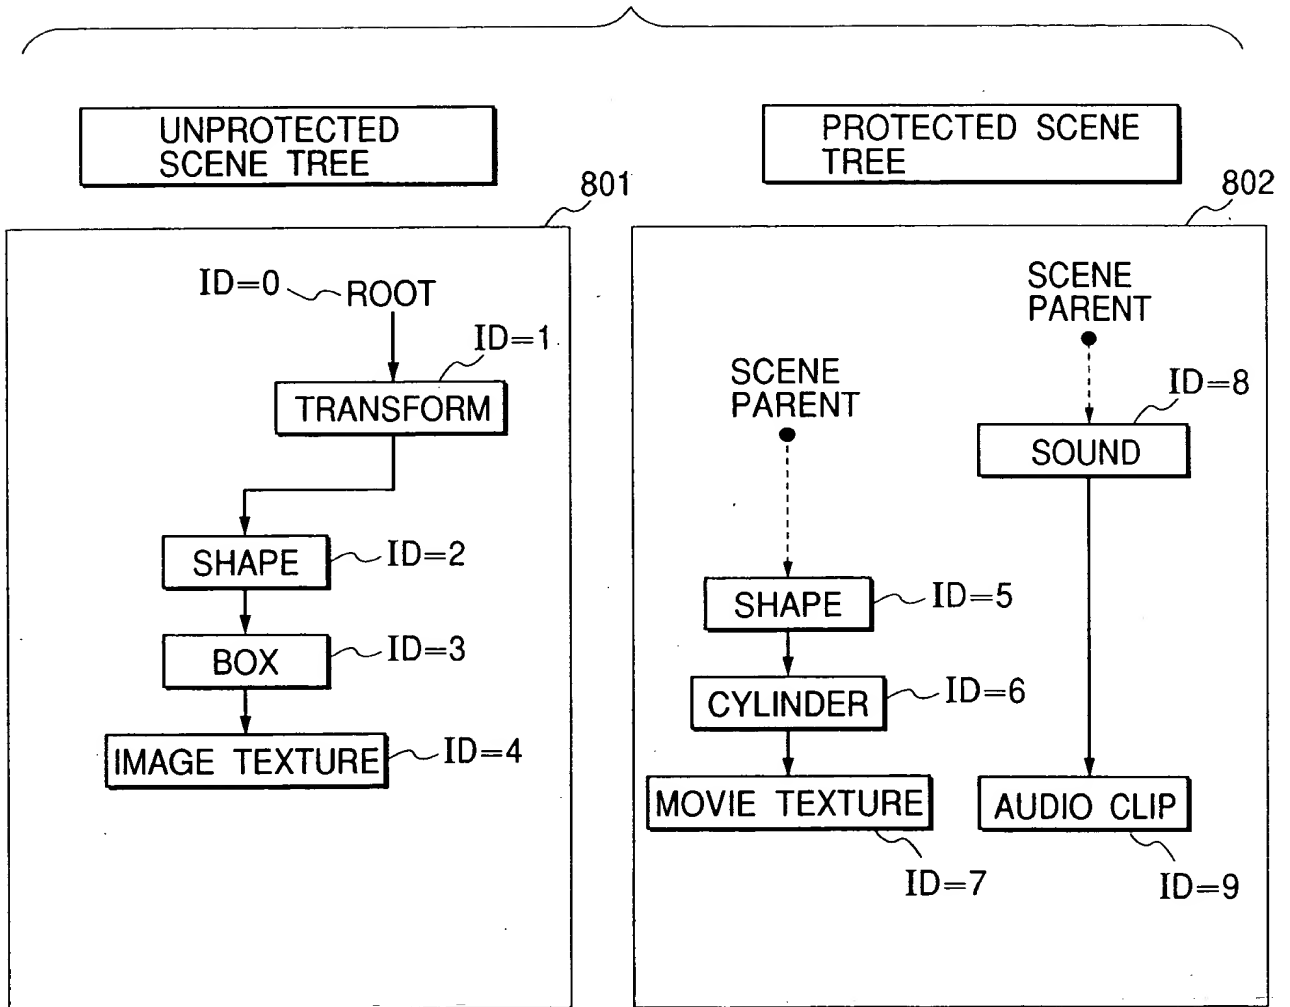 UNPROTECTED
SCENE TREE
801
ID=0
ROOT
ID=1
TRANSFORM
SHAPE
ID=2
BOX
ID=3
IMAGE TEXTURE
ID=4
PROTECTED SCENE
TREE
802
SCENE
PARENT
SCENE
PARENT
ID=8
SOUND
SHAPE
ID=5
CYLINDER
ID=6
MOVIE TEXTURE
ID=7
AUDIO CLIP
ID=9